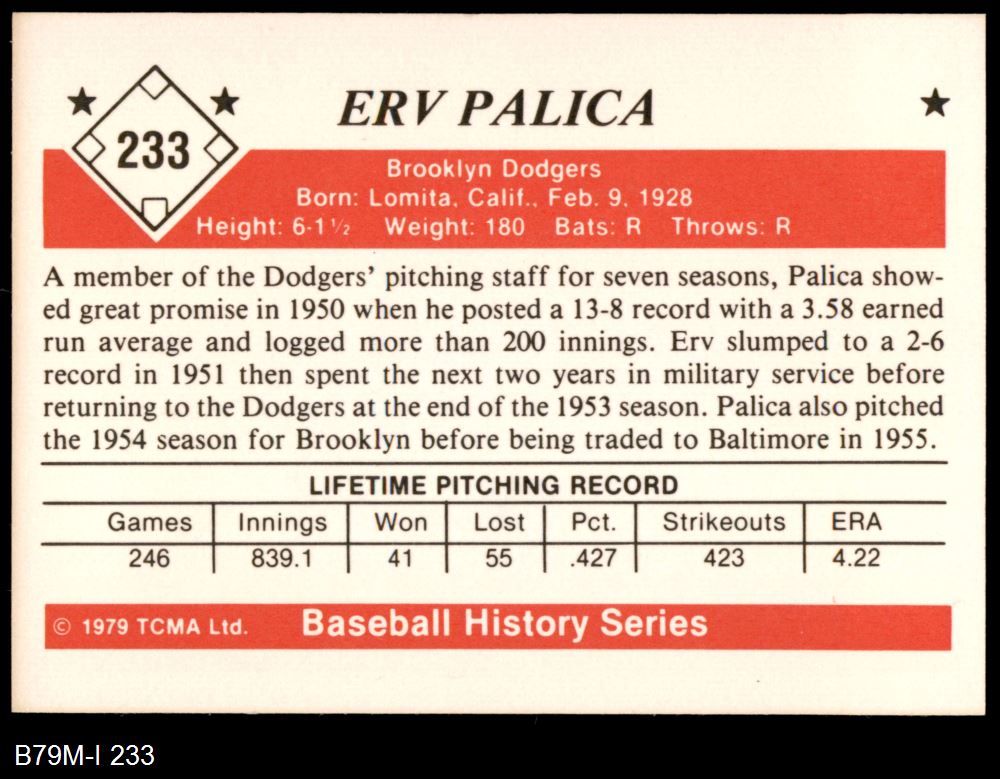 233
ERV PALICA
Brooklyn Dodgers
Born: Lomita, Calif., Feb. 9, 1928
Height: 6-1½ Weight: 180 Bats: R Throws: R
A member of the Dodgers' pitching staff for seven seasons, Palica show-
ed great promise in 1950 when he posted a 13-8 record with a 3.58 earned
run average and logged more than 200 innings. Erv slumped to a 2-6
record in 1951 then spent the next two years in military service before
returning to the Dodgers at the end of the 1953 season. Palica also pitched
the 1954 season for Brooklyn before being traded to Baltimore in 1955.
LIFETIME PITCHING RECORD
Games Innings Won Lost Pct. Strikeouts ERA
246 839.1 41 55 .427 423 4.22
© 1979 TCMA Ltd. Baseball History Series
B79M-I 233